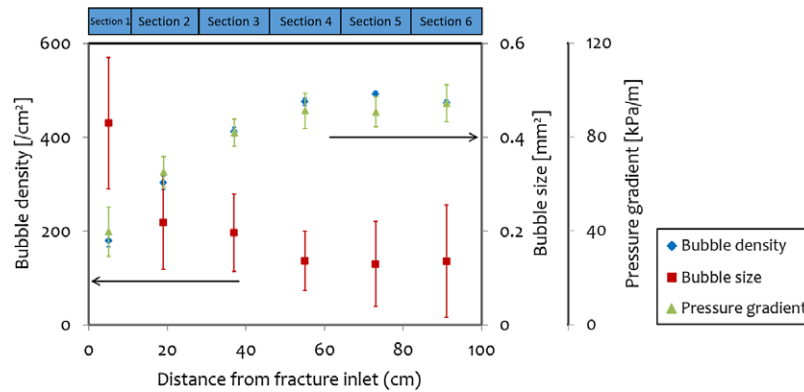 Section 1 Section 2 Section 3 Section 4 Section 5 Section 6
600 0.6 120
400 0.4 80
200 0.2 40
0 0 0
0 20 40 60 80 100
Bubble density [/cm²]
Bubble size [mm²]
Pressure gradient [kPa/m]
Distance from fracture inlet (cm)
Bubble density
Bubble size
Pressure gradient